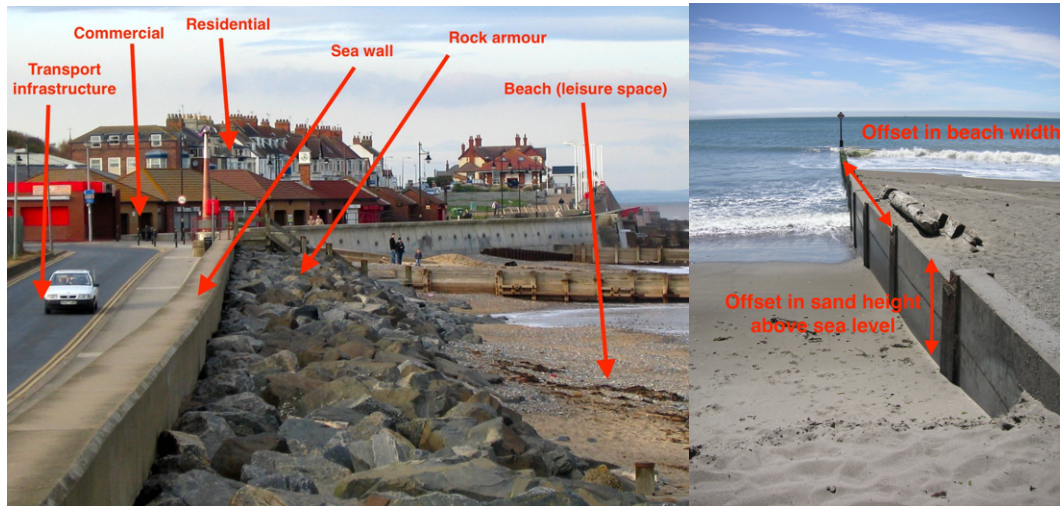 Residential
Commercial
Sea wall
Rock armour
Transport
infrastructure
Beach (leisure space)
Offset in beach width
Offset in sand height
above sea level